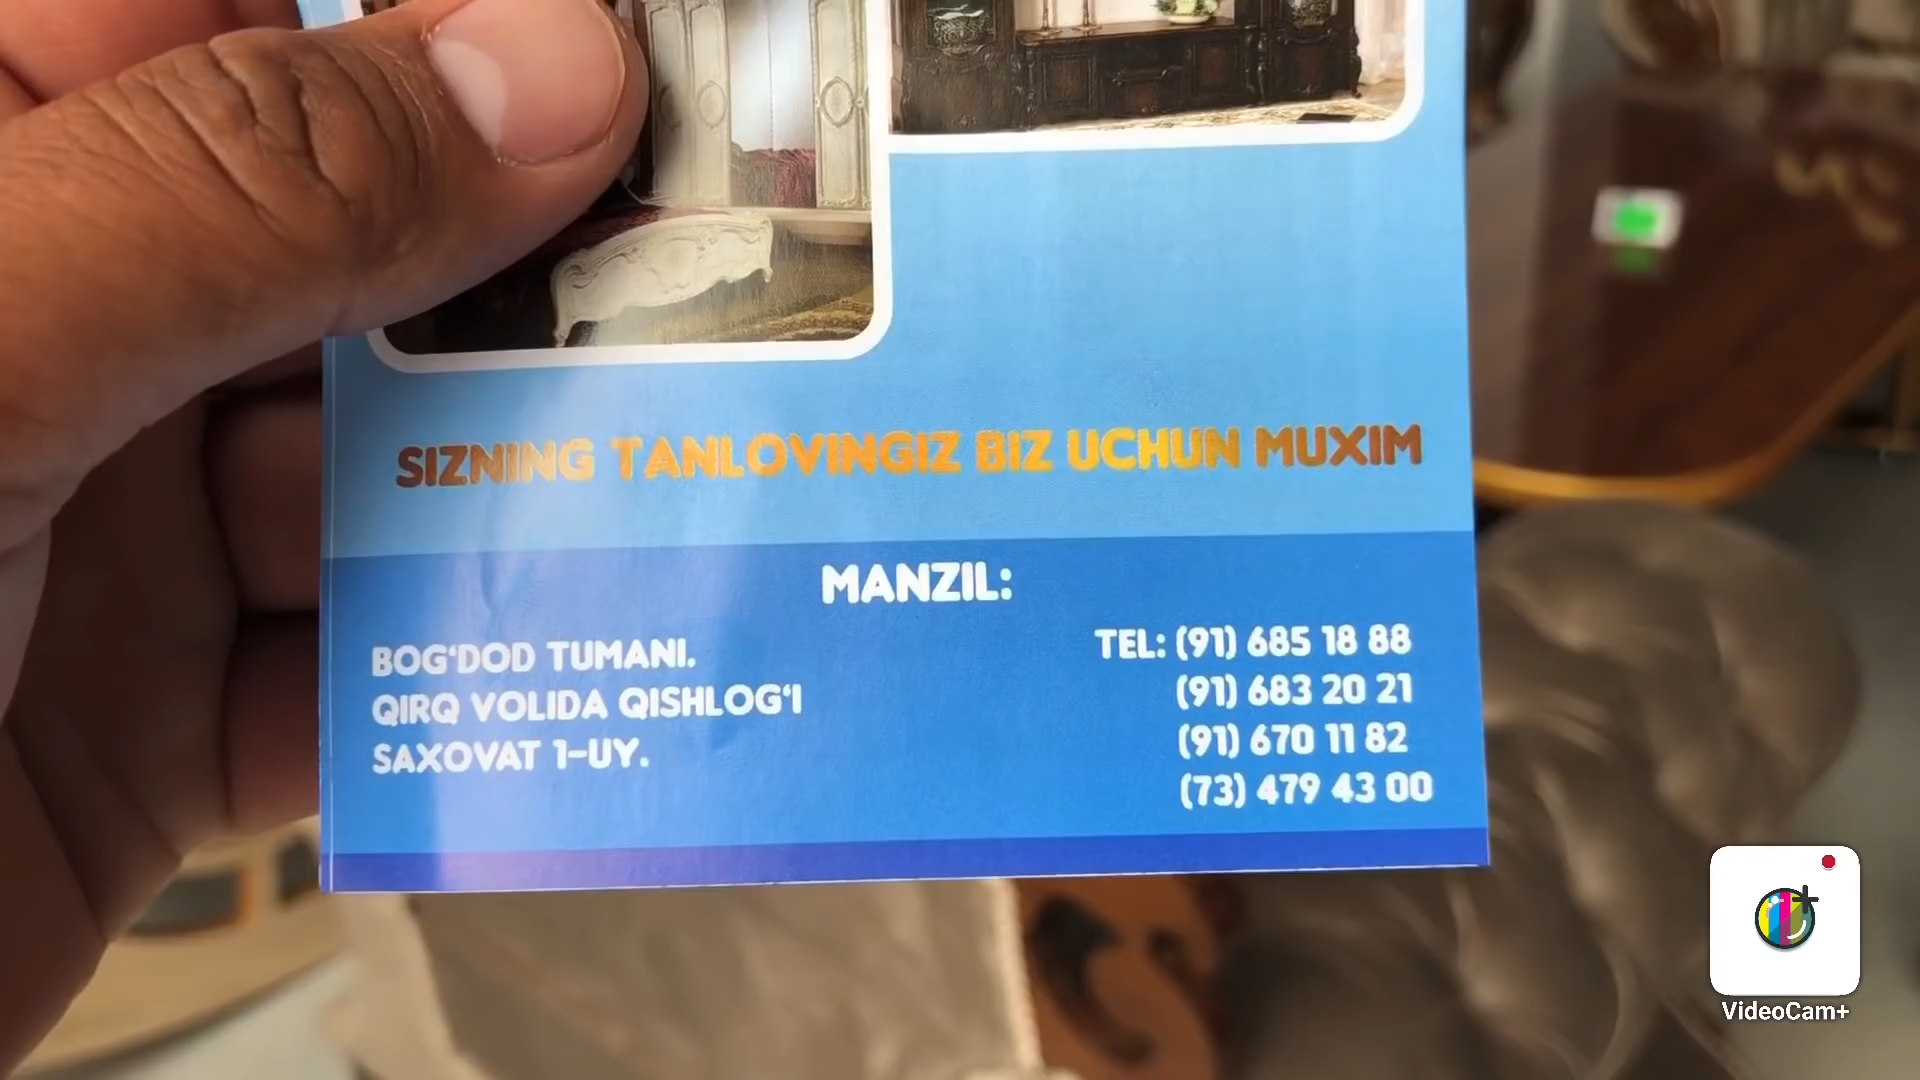 SIZNING TANLOVINGIZ BIZ UCHUN MUXIM
MANZIL:
BOG‘DOD TUMANI.
QIRQ VOLIDA QISHLOG‘I
SAXOVAT 1-UY.
TEL: (91) 685 18 88
(91) 683 20 21
(91) 670 11 82
(73) 479 43 00
VideoCam+